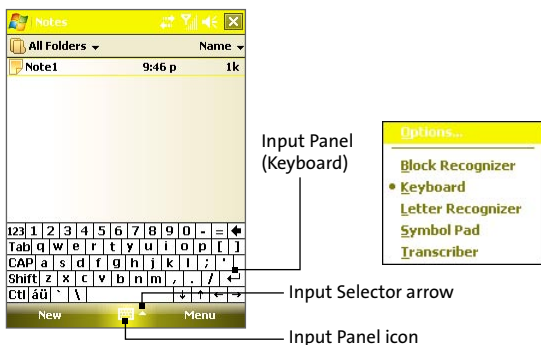 Notes
All Folders Name
Note1 9:46 p 1k
123 1 2 3 4 5 6 7 8 9 0 - =
Tab q w e r t y u i o p [ ]
CAP a s d f g h j k l ; '
Shift z x c v b n m , . /
Ctl áü ` \
New Menu
Input Panel
(Keyboard)
Input Selector arrow
Input Panel icon
Options...
Block Recognizer
Keyboard
Letter Recognizer
Symbol Pad
Transcriber